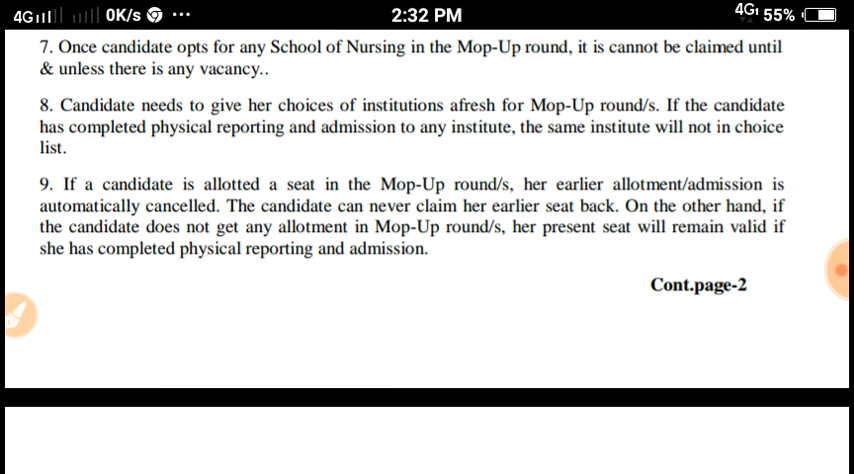 4G 0K/s ... 2:32 PM 4G 55%
7. Once candidate opts for any School of Nursing in the Mop-Up round, it is cannot be claimed until
& unless there is any vacancy..
8. Candidate needs to give her choices of institutions afresh for Mop-Up round/s. If the candidate
has completed physical reporting and admission to any institute, the same institute will not in choice
list.
9. If a candidate is allotted a seat in the Mop-Up round/s, her earlier allotment/admission is
automatically cancelled. The candidate can never claim her earlier seat back. On the other hand, if
the candidate does not get any allotment in Mop-Up round/s, her present seat will remain valid if
she has completed physical reporting and admission.
Cont.page-2